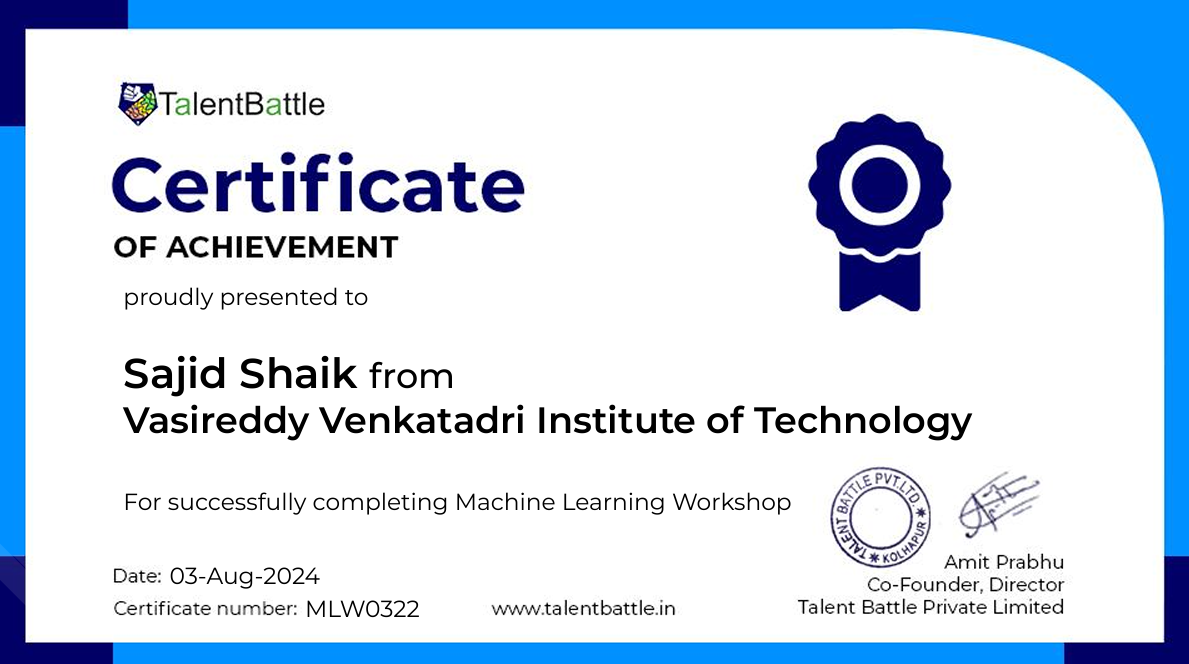 TalentBattle
Certificate
OF ACHIEVEMENT
proudly presented to
Sajid Shaik from
Vasireddy Venkatadri Institute of Technology
For successfully completing Machine Learning Workshop
TALENT BATTLE PVT.LTD.
KOLHAPUR
Amit Prabhu
Co-Founder, Director
Talent Battle Private Limited
Date: 03-Aug-2024
Certificate number: MLW0322
www.talentbattle.in